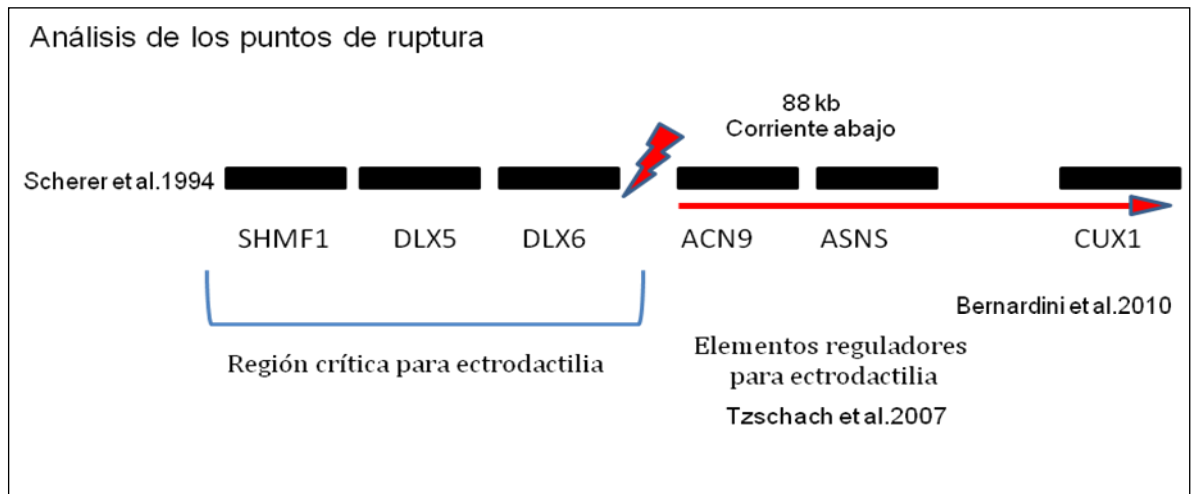 Análisis de los puntos de ruptura
88 kb
Corriente abajo
Scherer et al.1994
SHMF1 DLX5 DLX6 ACN9 ASNS CUX1
Bernardini et al.2010
Región crítica para ectrodactilia
Elementos reguladores
para ectrodactilia
Tzschach et al.2007